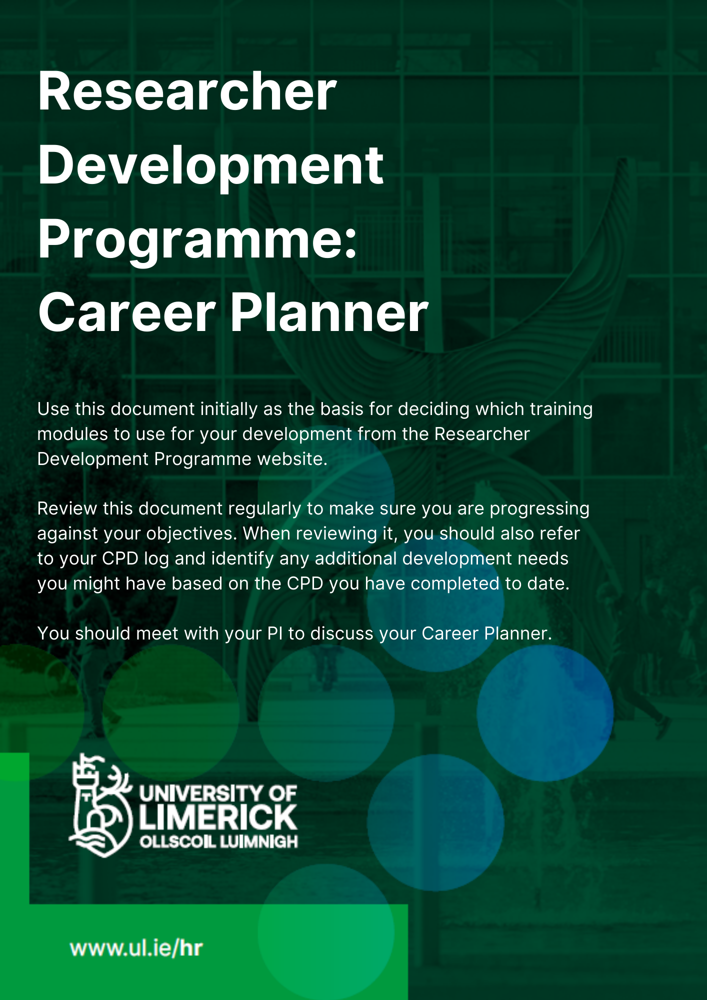 Researcher
Development
Programme:
Career Planner
Use this document initially as the basis for deciding which training
modules to use for your development from the Researcher
Development Programme website.
Review this document regularly to make sure you are progressing
against your objectives. When reviewing it, you should also refer
to your CPD log and identify any additional development needs
you might have based on the CPD you have completed to date.
You should meet with your PI to discuss your Career Planner.
UNIVERSITY OF
LIMERICK
OLLSCOIL LUIMNIGH
www.ul.ie/hr